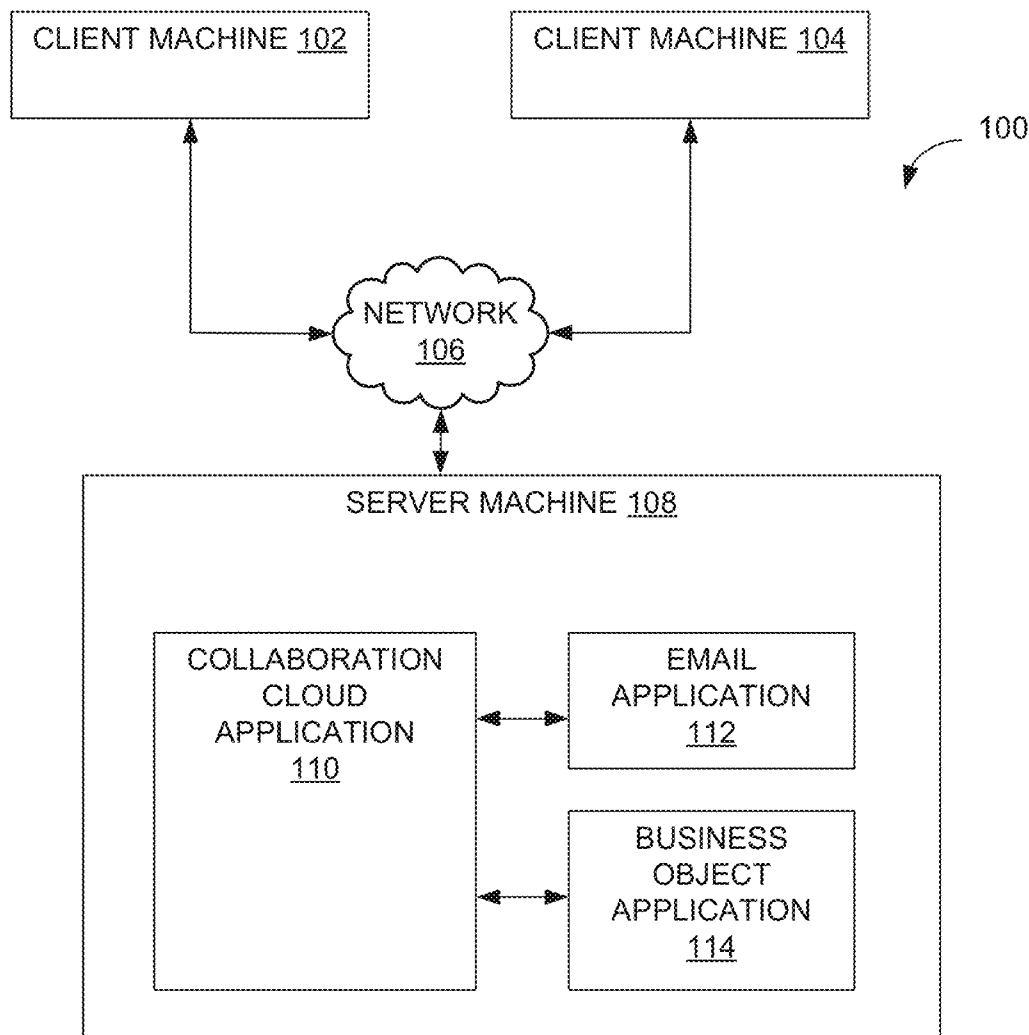 CLIENT MACHINE 102
CLIENT MACHINE 104
100
NETWORK
106
SERVER MACHINE 108
COLLABORATION
CLOUD
APPLICATION
110
EMAIL
APPLICATION
112
BUSINESS
OBJECT
APPLICATION
114